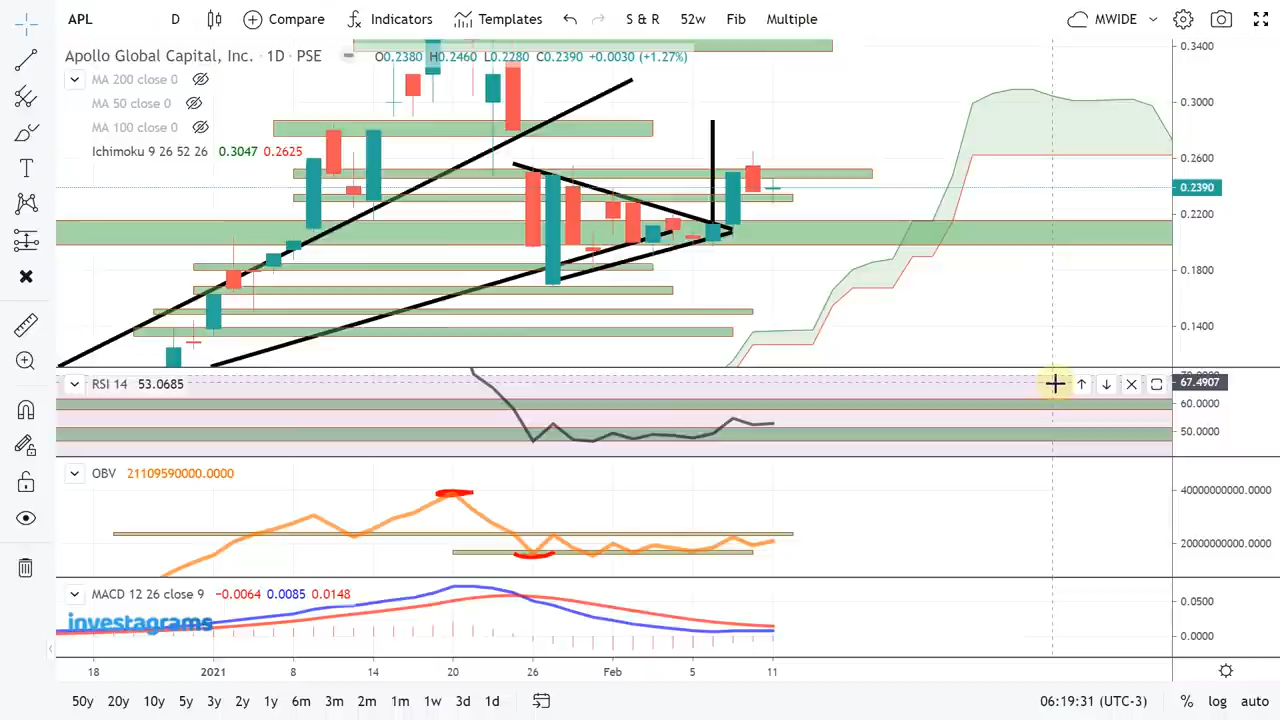 APL D Compare Indicators Templates S & R 52w Fib Multiple MWIDE
Apollo Global Capital, Inc. · 1D · PSE O0.2380 H0.2460 L0.2280 C0.2390 +0.0030 (+1.27%)
MA 200 close 0
MA 50 close 0
MA 100 close 0
Ichimoku 9 26 52 26 0.3047 0.2625
0.3400
0.3000
0.2600
0.2390
0.2200
0.1800
0.1400
RSI 14 53.0685
67.4907
60.0000
50.0000
OBV 21109590000.0000
40000000000.0000
20000000000.0000
MACD 12 26 close 9 −0.0064 0.0085 0.0148
investagrams
0.0500
0.0000
18 2021 8 14 20 26 Feb 5 11
50y 20y 10y 5y 3y 2y 1y 6m 3m 2m 1m 1w 3d 1d 06:19:31 (UTC-3) % log auto